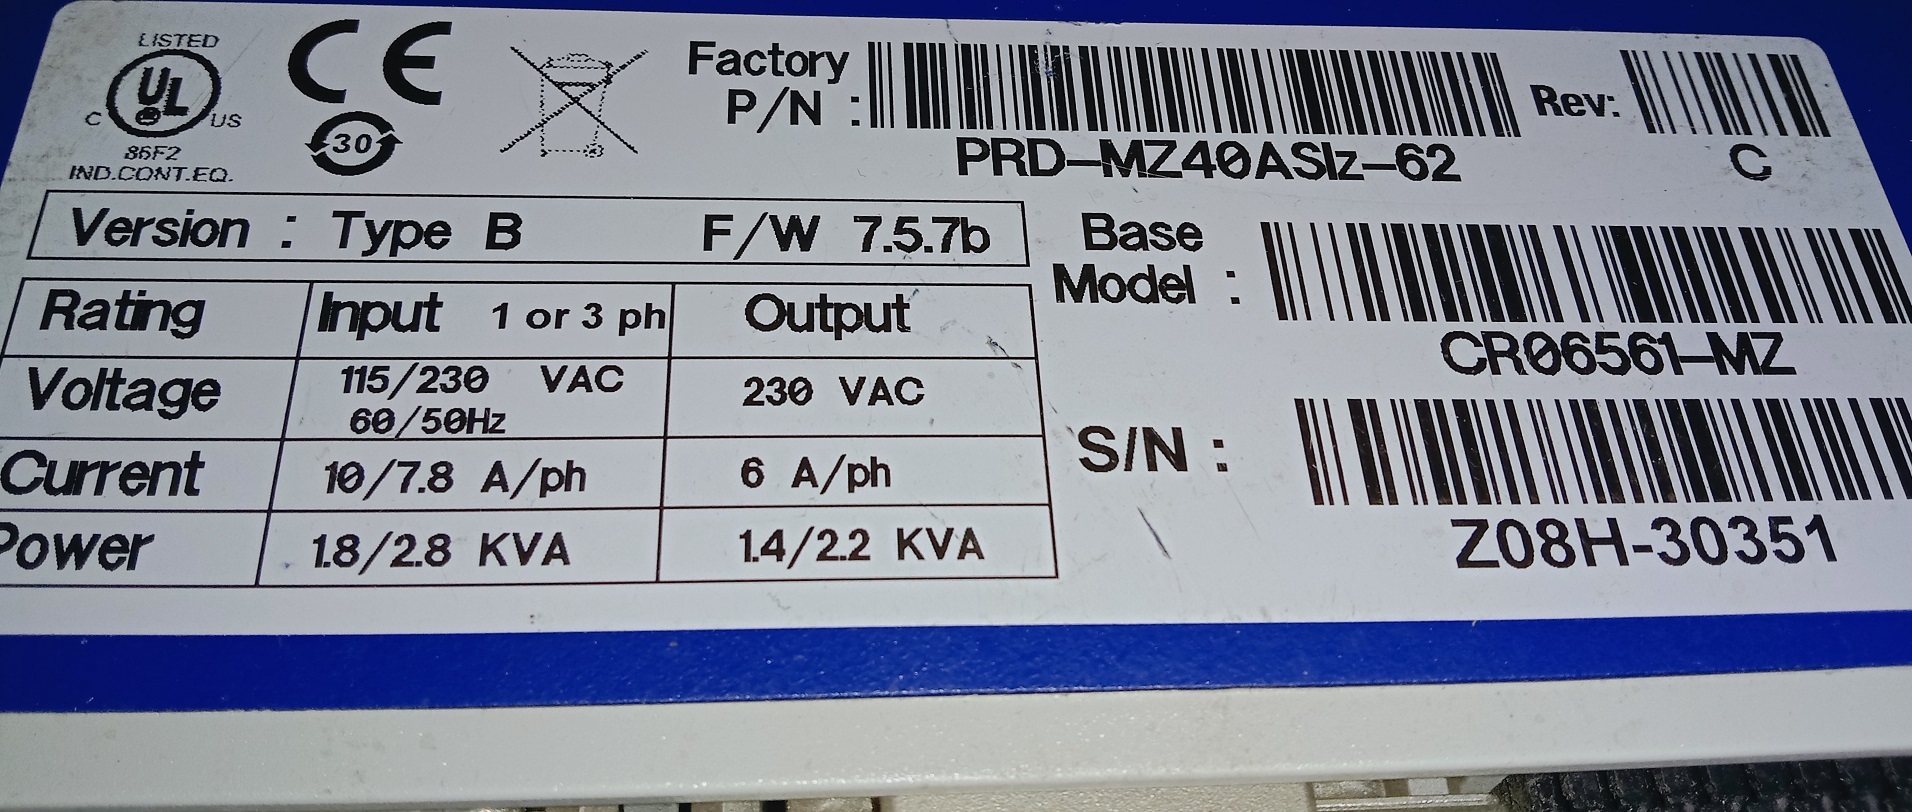 LISTED
UL
C US
86F2
IND.CONT.EQ.
CE
30
Factory
P/N :
PRD-MZ40ASIz-62
Rev:
C
Version : Type B F/W 7.5.7b
Base
Model :
CR06561-MZ
Rating Input 1 or 3 ph Output
Voltage 115/230 VAC 230 VAC
60/50Hz
Current 10/7.8 A/ph 6 A/ph
Power 1.8/2.8 KVA 1.4/2.2 KVA
S/N :
Z08H-30351